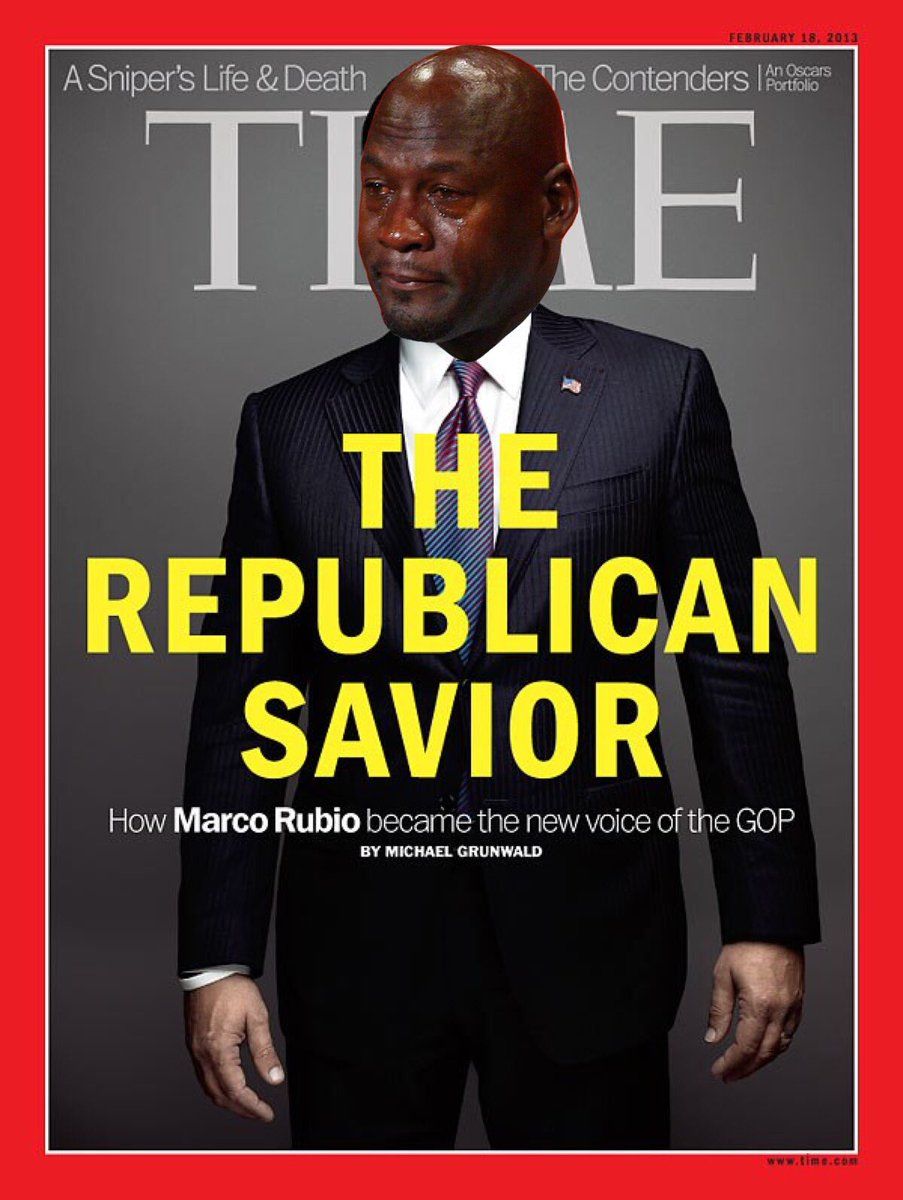 FEBRUARY 18, 2013
A Sniper's Life & Death
The Contenders | An Oscars
Portfolio
TIME
THE
REPUBLICAN
SAVIOR
How Marco Rubio became the new voice of the GOP
BY MICHAEL GRUNWALD
www.time.com